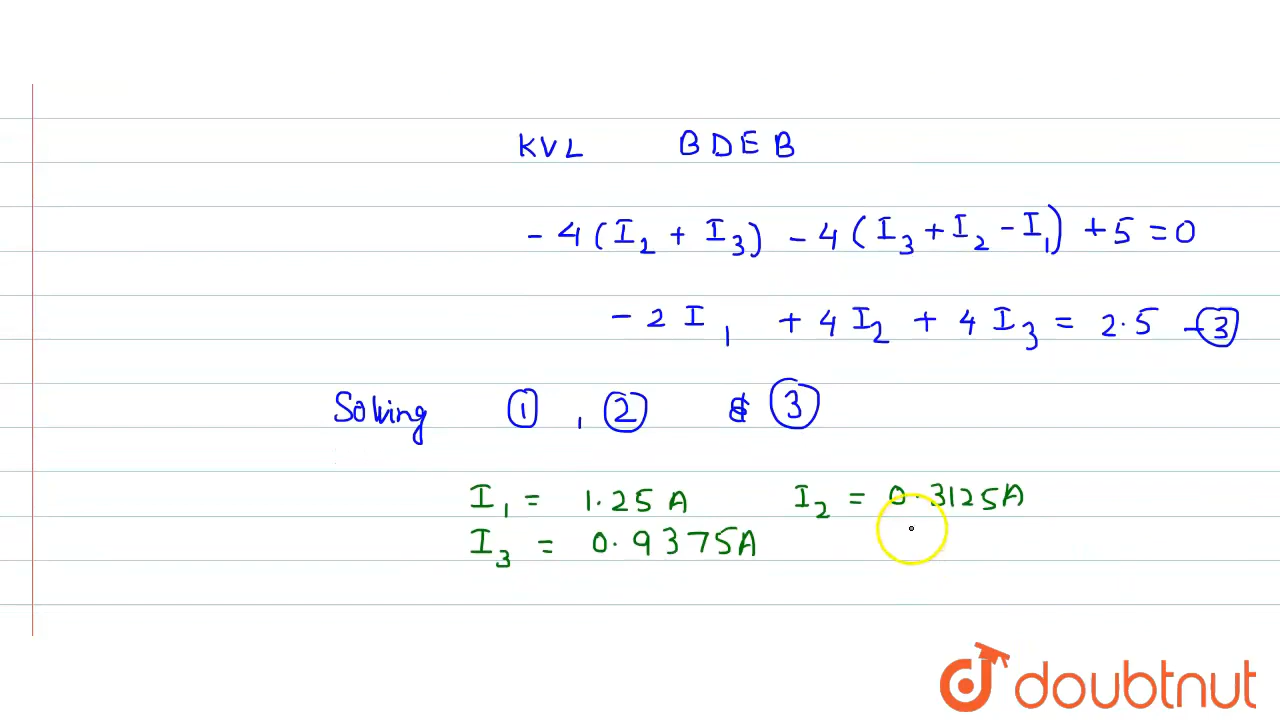 KVL BDEB
- 4 (I₂ + I₃) - 4 (I₃ + I₂ - I₁) + 5 = 0
- 2 I₁ + 4 I₂ + 4 I₃ = 2.5 - ③
Solving ①, ② & ③
I₁ = 1.25 A I₂ = 0.3125A
I₃ = 0.9375A
doubtnut